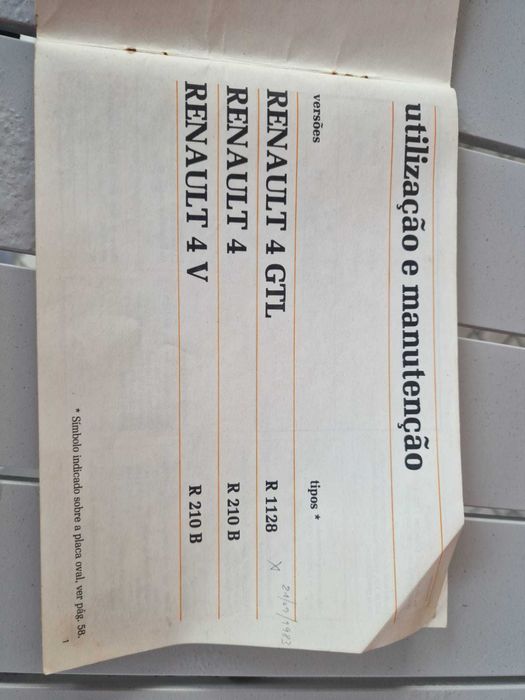 utilização e manutenção
versões tipos *
RENAULT 4 GTL R 1128 X
RENAULT 4 R 210 B
RENAULT 4 V R 210 B
* Símbolo indicado sobre a placa oval, ver pág. 58.
1